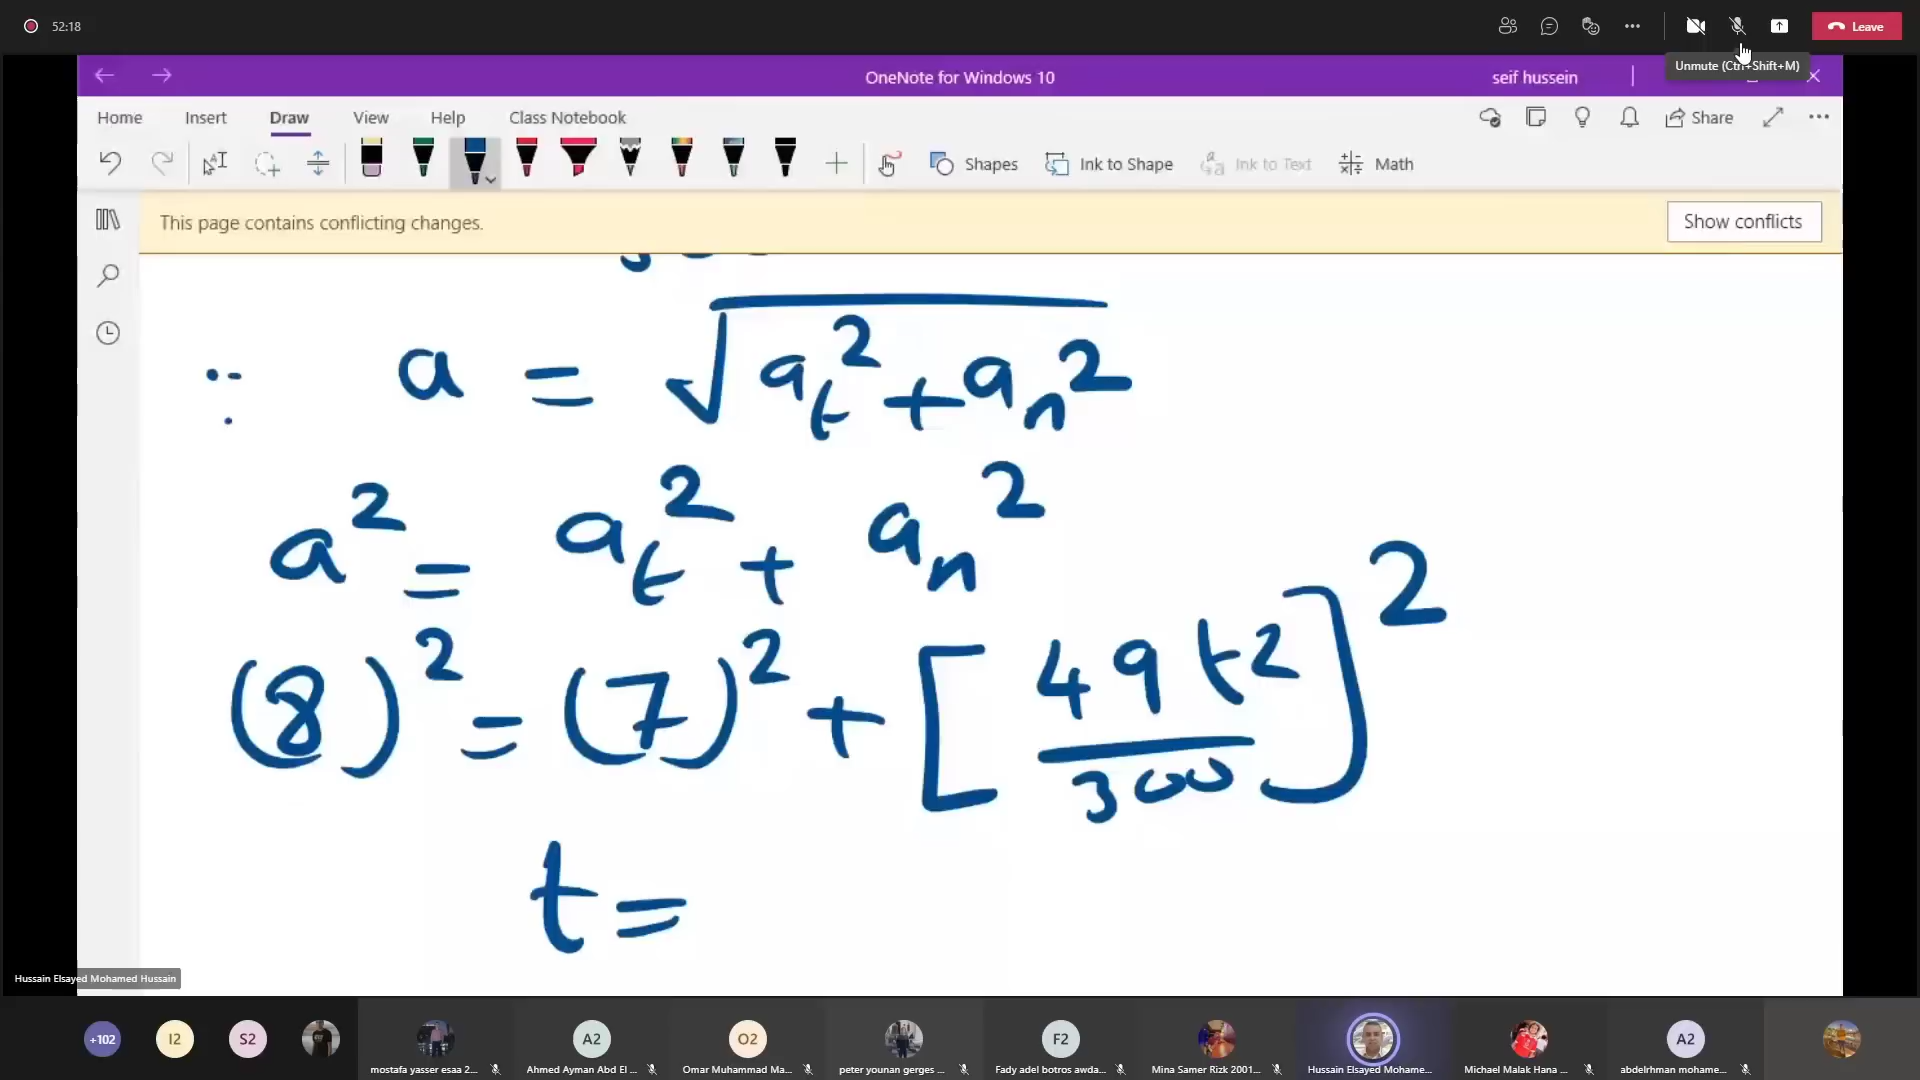 52:18
Leave
Unmute (Ctrl+Shift+M)
OneNote for Windows 10
seif hussein
Home Insert Draw View Help Class Notebook
Share
Shapes Ink to Shape Ink to Text Math
This page contains conflicting changes.
Show conflicts
∵ a = √(a_t² + a_n²)
a² = a_t² + a_n²
(8)² = (7)² + [49 t² / 300]²
t =
Hussain Elsayed Mohamed Hussain
+102 I2 S2 A2 O2 F2 A2
mostafa yasser esaa 2... Ahmed Ayman Abd El ... Omar Muhammad Ma... peter younan gerges ... Fady adel botros awda... Mina Samer Rizk 2001... Hussain Elsayed Mohame... Michael Malak Hana ... abdelrhman mohame...